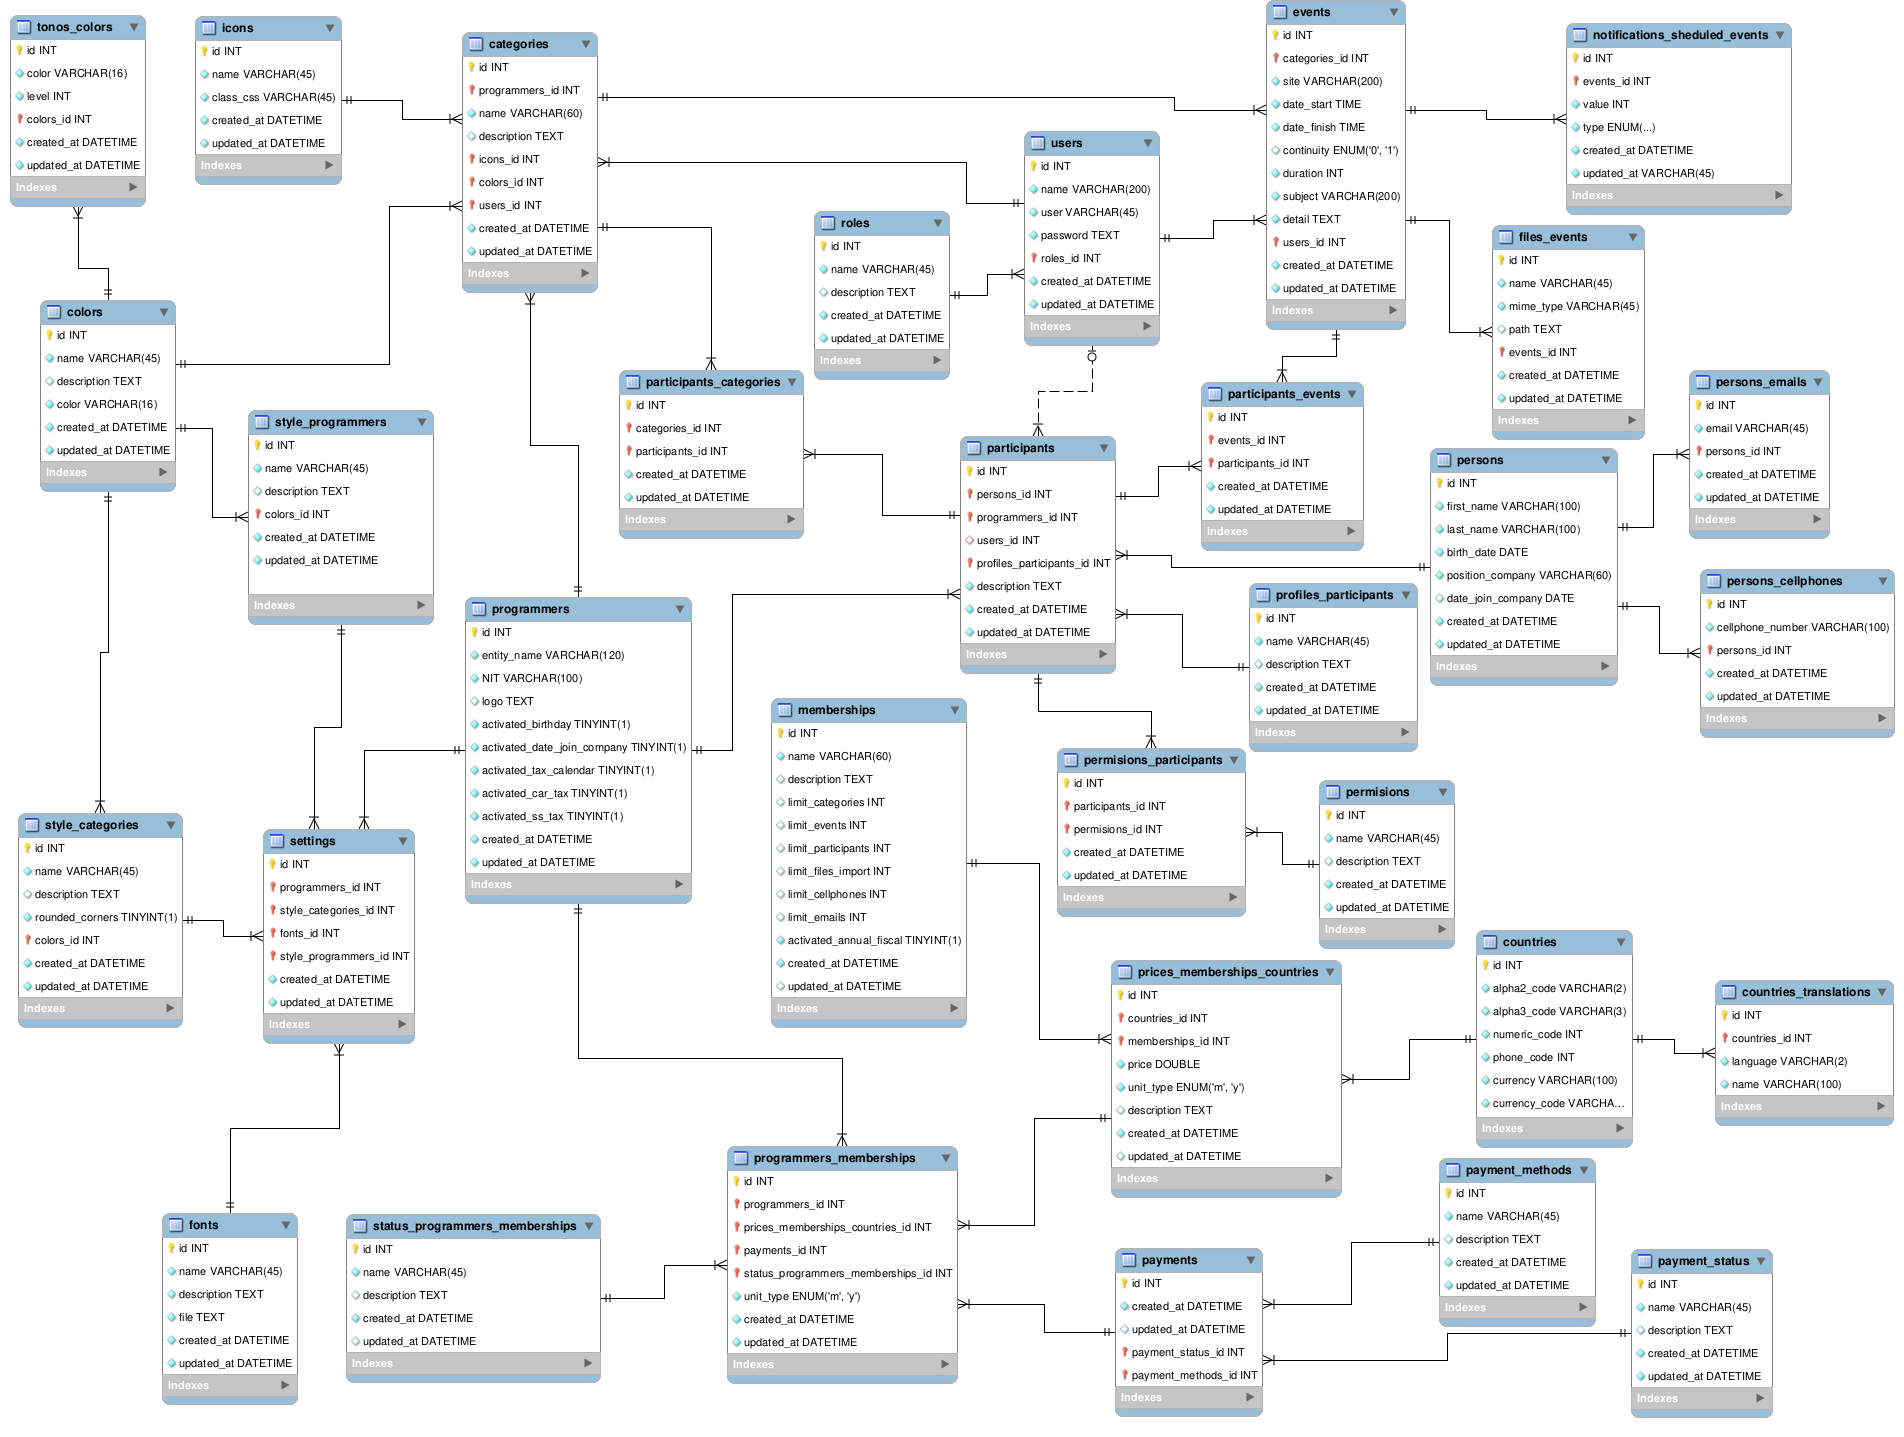 tonos_colors
id INT
color VARCHAR(16)
level INT
colors_id INT
created_at DATETIME
updated_at DATETIME
Indexes
icons
id INT
name VARCHAR(45)
class_css VARCHAR(45)
created_at DATETIME
updated_at DATETIME
Indexes
categories
id INT
programmers_id INT
name VARCHAR(60)
description TEXT
icons_id INT
colors_id INT
users_id INT
created_at DATETIME
updated_at DATETIME
Indexes
events
id INT
categories_id INT
site VARCHAR(200)
date_start TIME
date_finish TIME
continuity ENUM('0', '1')
duration INT
subject VARCHAR(200)
detail TEXT
users_id INT
created_at DATETIME
updated_at DATETIME
Indexes
notifications_sheduled_events
id INT
events_id INT
value INT
type ENUM(...)
created_at DATETIME
updated_at VARCHAR(45)
Indexes
users
id INT
name VARCHAR(200)
user VARCHAR(45)
password TEXT
roles_id INT
created_at DATETIME
updated_at DATETIME
Indexes
roles
id INT
name VARCHAR(45)
description TEXT
created_at DATETIME
updated_at DATETIME
Indexes
files_events
id INT
name VARCHAR(45)
mime_type VARCHAR(45)
path TEXT
events_id INT
created_at DATETIME
updated_at DATETIME
Indexes
colors
id INT
name VARCHAR(45)
description TEXT
color VARCHAR(16)
created_at DATETIME
updated_at DATETIME
Indexes
style_programmers
id INT
name VARCHAR(45)
description TEXT
colors_id INT
created_at DATETIME
updated_at DATETIME
Indexes
participants_categories
id INT
categories_id INT
participants_id INT
created_at DATETIME
updated_at DATETIME
Indexes
participants
id INT
persons_id INT
programmers_id INT
users_id INT
profiles_participants_id INT
description TEXT
created_at DATETIME
updated_at DATETIME
Indexes
participants_events
id INT
events_id INT
participants_id INT
created_at DATETIME
updated_at DATETIME
Indexes
persons
id INT
first_name VARCHAR(100)
last_name VARCHAR(100)
birth_date DATE
position_company VARCHAR(60)
date_join_company DATE
created_at DATETIME
updated_at DATETIME
Indexes
persons_emails
id INT
email VARCHAR(45)
persons_id INT
created_at DATETIME
updated_at DATETIME
Indexes
persons_cellphones
id INT
cellphone_number VARCHAR(100)
persons_id INT
created_at DATETIME
updated_at DATETIME
Indexes
programmers
id INT
entity_name VARCHAR(120)
NIT VARCHAR(100)
logo TEXT
activated_birthday TINYINT(1)
activated_date_join_company TINYINT(1)
activated_tax_calendar TINYINT(1)
activated_car_tax TINYINT(1)
activated_ss_tax TINYINT(1)
created_at DATETIME
updated_at DATETIME
Indexes
profiles_participants
id INT
name VARCHAR(45)
description TEXT
created_at DATETIME
updated_at DATETIME
Indexes
memberships
id INT
name VARCHAR(60)
description TEXT
limit_categories INT
limit_events INT
limit_participants INT
limit_files_import INT
limit_cellphones INT
limit_emails INT
activated_annual_fiscal TINYINT(1)
created_at DATETIME
updated_at DATETIME
Indexes
permisions_participants
id INT
participants_id INT
permisions_id INT
created_at DATETIME
updated_at DATETIME
Indexes
permisions
id INT
name VARCHAR(45)
description TEXT
created_at DATETIME
updated_at DATETIME
Indexes
style_categories
id INT
name VARCHAR(45)
description TEXT
rounded_corners TINYINT(1)
colors_id INT
created_at DATETIME
updated_at DATETIME
Indexes
settings
id INT
programmers_id INT
style_categories_id INT
fonts_id INT
style_programmers_id INT
created_at DATETIME
updated_at DATETIME
Indexes
prices_memberships_countries
id INT
countries_id INT
memberships_id INT
price DOUBLE
unit_type ENUM('m', 'y')
description TEXT
created_at DATETIME
updated_at DATETIME
Indexes
countries
id INT
alpha2_code VARCHAR(2)
alpha3_code VARCHAR(3)
numeric_code INT
phone_code INT
currency VARCHAR(100)
currency_code VARCHA...
Indexes
countries_translations
id INT
countries_id INT
language VARCHAR(2)
name VARCHAR(100)
Indexes
fonts
id INT
name VARCHAR(45)
description TEXT
file TEXT
created_at DATETIME
updated_at DATETIME
Indexes
status_programmers_memberships
id INT
name VARCHAR(45)
description TEXT
created_at DATETIME
updated_at DATETIME
Indexes
programmers_memberships
id INT
programmers_id INT
prices_memberships_countries_id INT
payments_id INT
status_programmers_memberships_id INT
unit_type ENUM('m', 'y')
created_at DATETIME
updated_at DATETIME
Indexes
payments
id INT
created_at DATETIME
updated_at DATETIME
payment_status_id INT
payment_methods_id INT
Indexes
payment_methods
id INT
name VARCHAR(45)
description TEXT
created_at DATETIME
updated_at DATETIME
Indexes
payment_status
id INT
name VARCHAR(45)
description TEXT
created_at DATETIME
updated_at DATETIME
Indexes